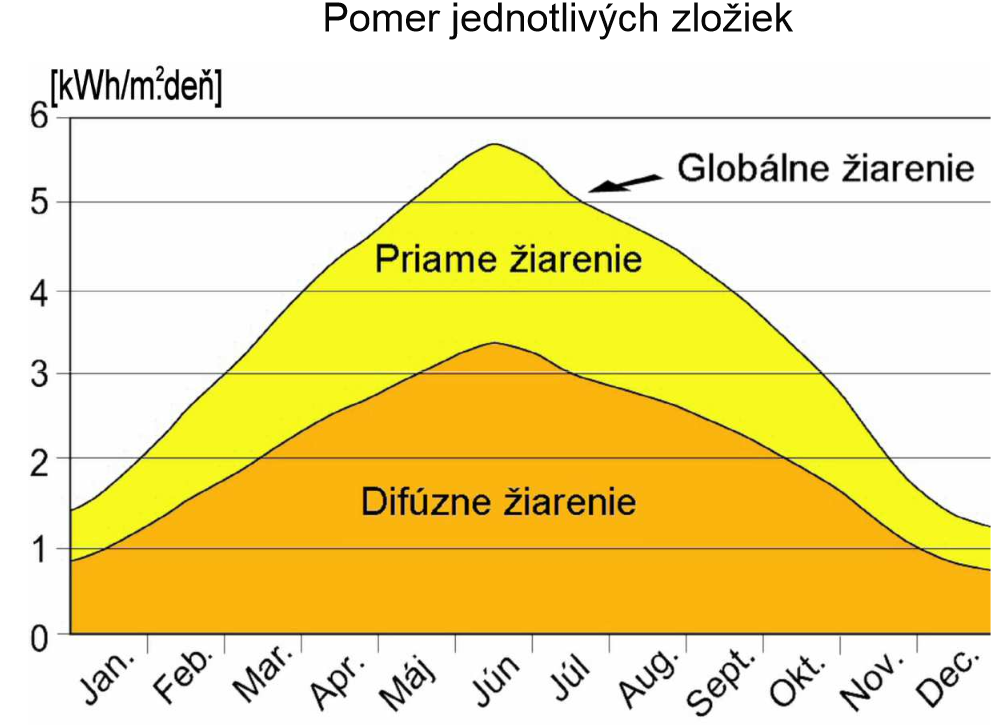 Pomer jednotlivých zložiek
[kWh/m².deň]
6
Globálne žiarenie
5
Priame žiarenie
4
3
2
Difúzne žiarenie
1
0
Jan. Feb. Mar. Apr. Máj Jún Júl Aug. Sept. Okt. Nov. Dec.